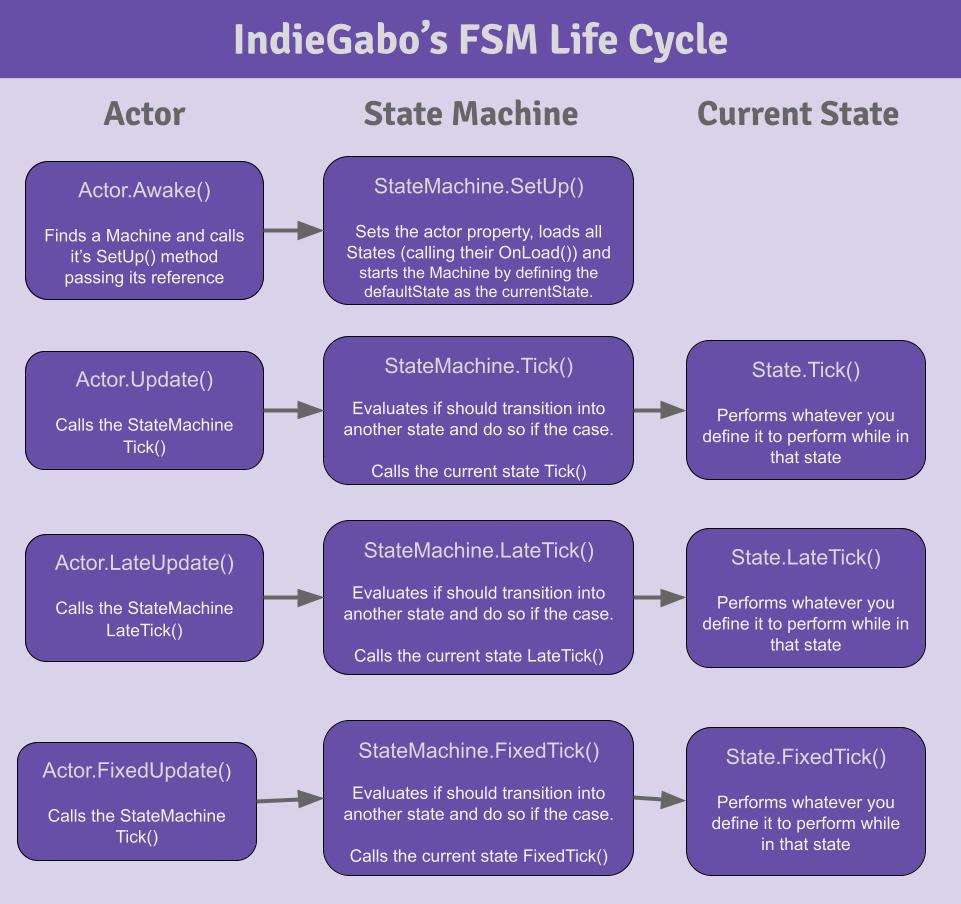 IndieGabo's FSM Life Cycle
Actor
State Machine
Current State
Actor.Awake()
Finds a Machine and calls
it's SetUp() method
passing its reference
StateMachine.SetUp()
Sets the actor property, loads all
States (calling their OnLoad()) and
starts the Machine by defining the
defaultState as the currentState.
Actor.Update()
Calls the StateMachine
Tick()
StateMachine.Tick()
Evaluates if should transition into
another state and do so if the case.
Calls the current state Tick()
State.Tick()
Performs whatever you
define it to perform while in
that state
Actor.LateUpdate()
Calls the StateMachine
LateTick()
StateMachine.LateTick()
Evaluates if should transition into
another state and do so if the case.
Calls the current state LateTick()
State.LateTick()
Performs whatever you
define it to perform while in
that state
Actor.FixedUpdate()
Calls the StateMachine
Tick()
StateMachine.FixedTick()
Evaluates if should transition into
another state and do so if the case.
Calls the current state FixedTick()
State.FixedTick()
Performs whatever you
define it to perform while
in that state